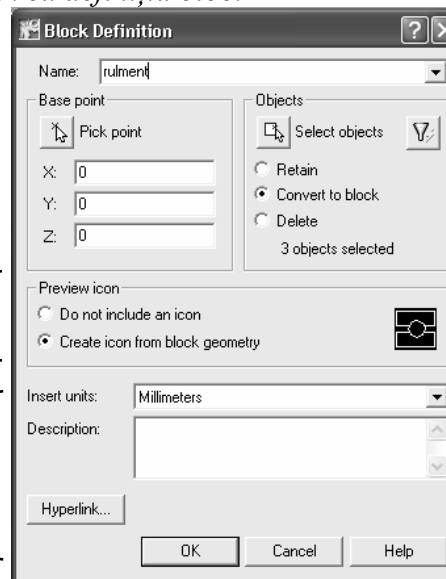 Block Definition
Name: rulment
Base point
Pick point
X: 0
Y: 0
Z: 0
Objects
Select objects
Retain
Convert to block
Delete
3 objects selected
Preview icon
Do not include an icon
Create icon from block geometry
Insert units: Millimeters
Description:
Hyperlink...
OK Cancel Help